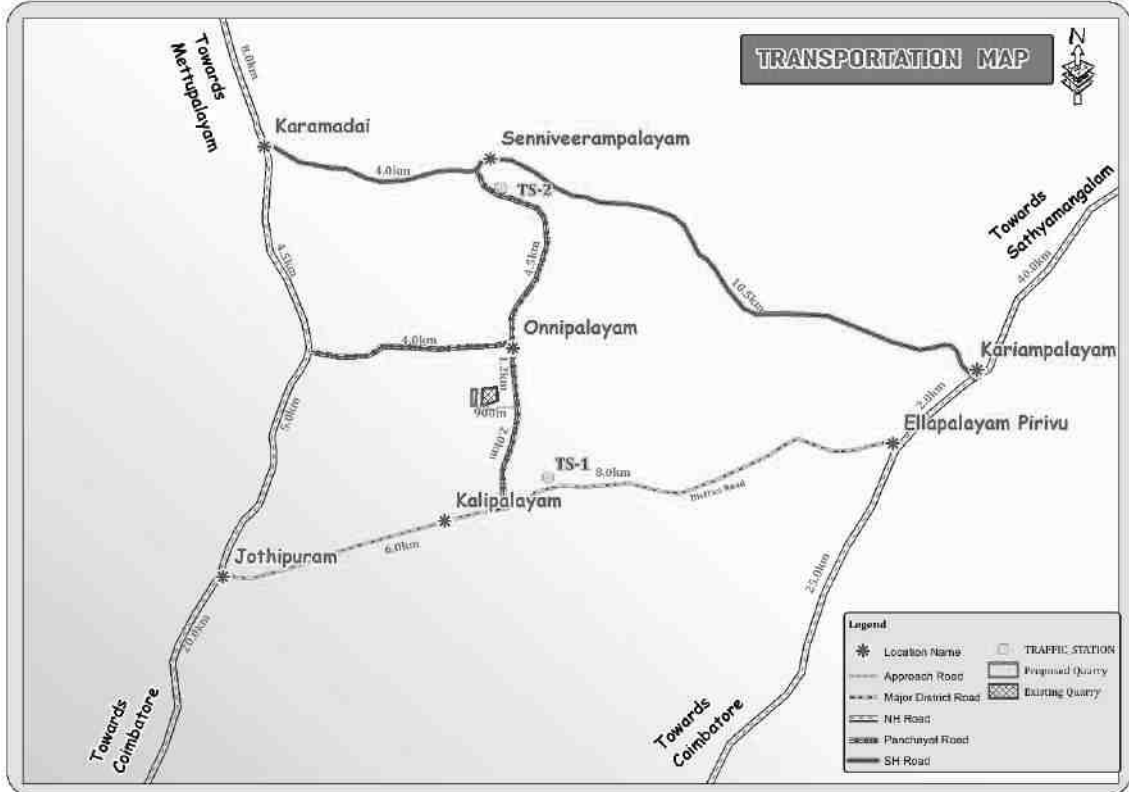 TRANSPORTATION MAP
N
Towards
Mettupalayam
8.0km
Karamadai
Senniveerampalayam
4.0km
TS-2
Towards
Sathyamangalam
40.0km
4.5km
4.5km
10.5km
Onnipalayam
4.0km
Kariampalayam
1.2km
900m
2.0km
Ellapalayam Pirivu
5.0km
2.0km
TS-1
8.0km
District Road
Kalipalayam
6.0km
Jothipuram
20.0km
25.0km
Towards
Coimbatore
Towards
Coimbatore
Legend
Location Name
TRAFFIC_STATION
Approach Road
Proposed Quarry
Major District Road
Existing Quarry
NH Road
Panchayat Road
SH Road